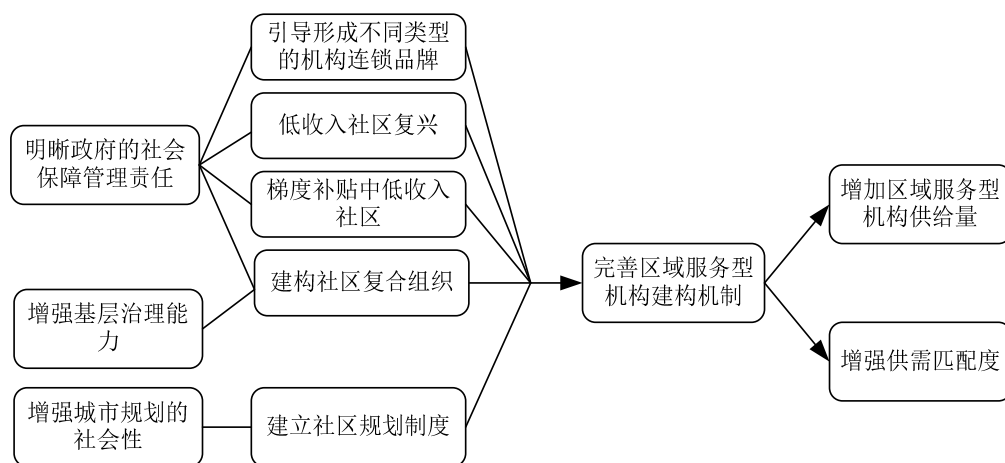 明晰政府的社会
保障管理责任
增强基层治理能
力
增强城市规划的
社会性
引导形成不同类型
的机构连锁品牌
低收入社区复兴
梯度补贴中低收入
社区
建构社区复合组织
建立社区规划制度
完善区域服务型
机构建构机制
增加区域服务型
机构供给量
增强供需匹配度